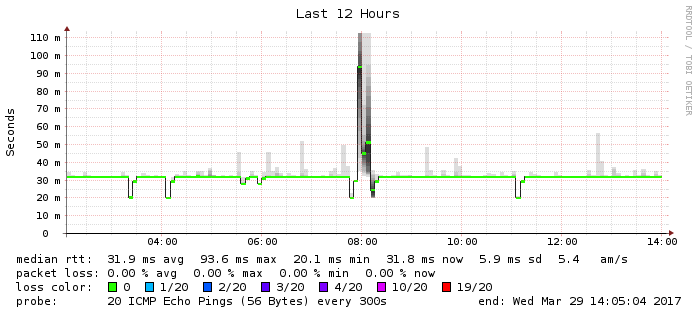 Last 12 Hours
RRDTOOL / TOBI OETIKER
Seconds
110 m
100 m
90 m
80 m
70 m
60 m
50 m
40 m
30 m
20 m
10 m
0
04:00 06:00 08:00 10:00 12:00 14:00
median rtt: 31.9 ms avg 93.6 ms max 20.1 ms min 31.8 ms now 5.9 ms sd 5.4 am/s
packet loss: 0.00 % avg 0.00 % max 0.00 % min 0.00 % now
loss color: 0 1/20 2/20 3/20 4/20 10/20 19/20
probe: 20 ICMP Echo Pings (56 Bytes) every 300s end: Wed Mar 29 14:05:04 2017